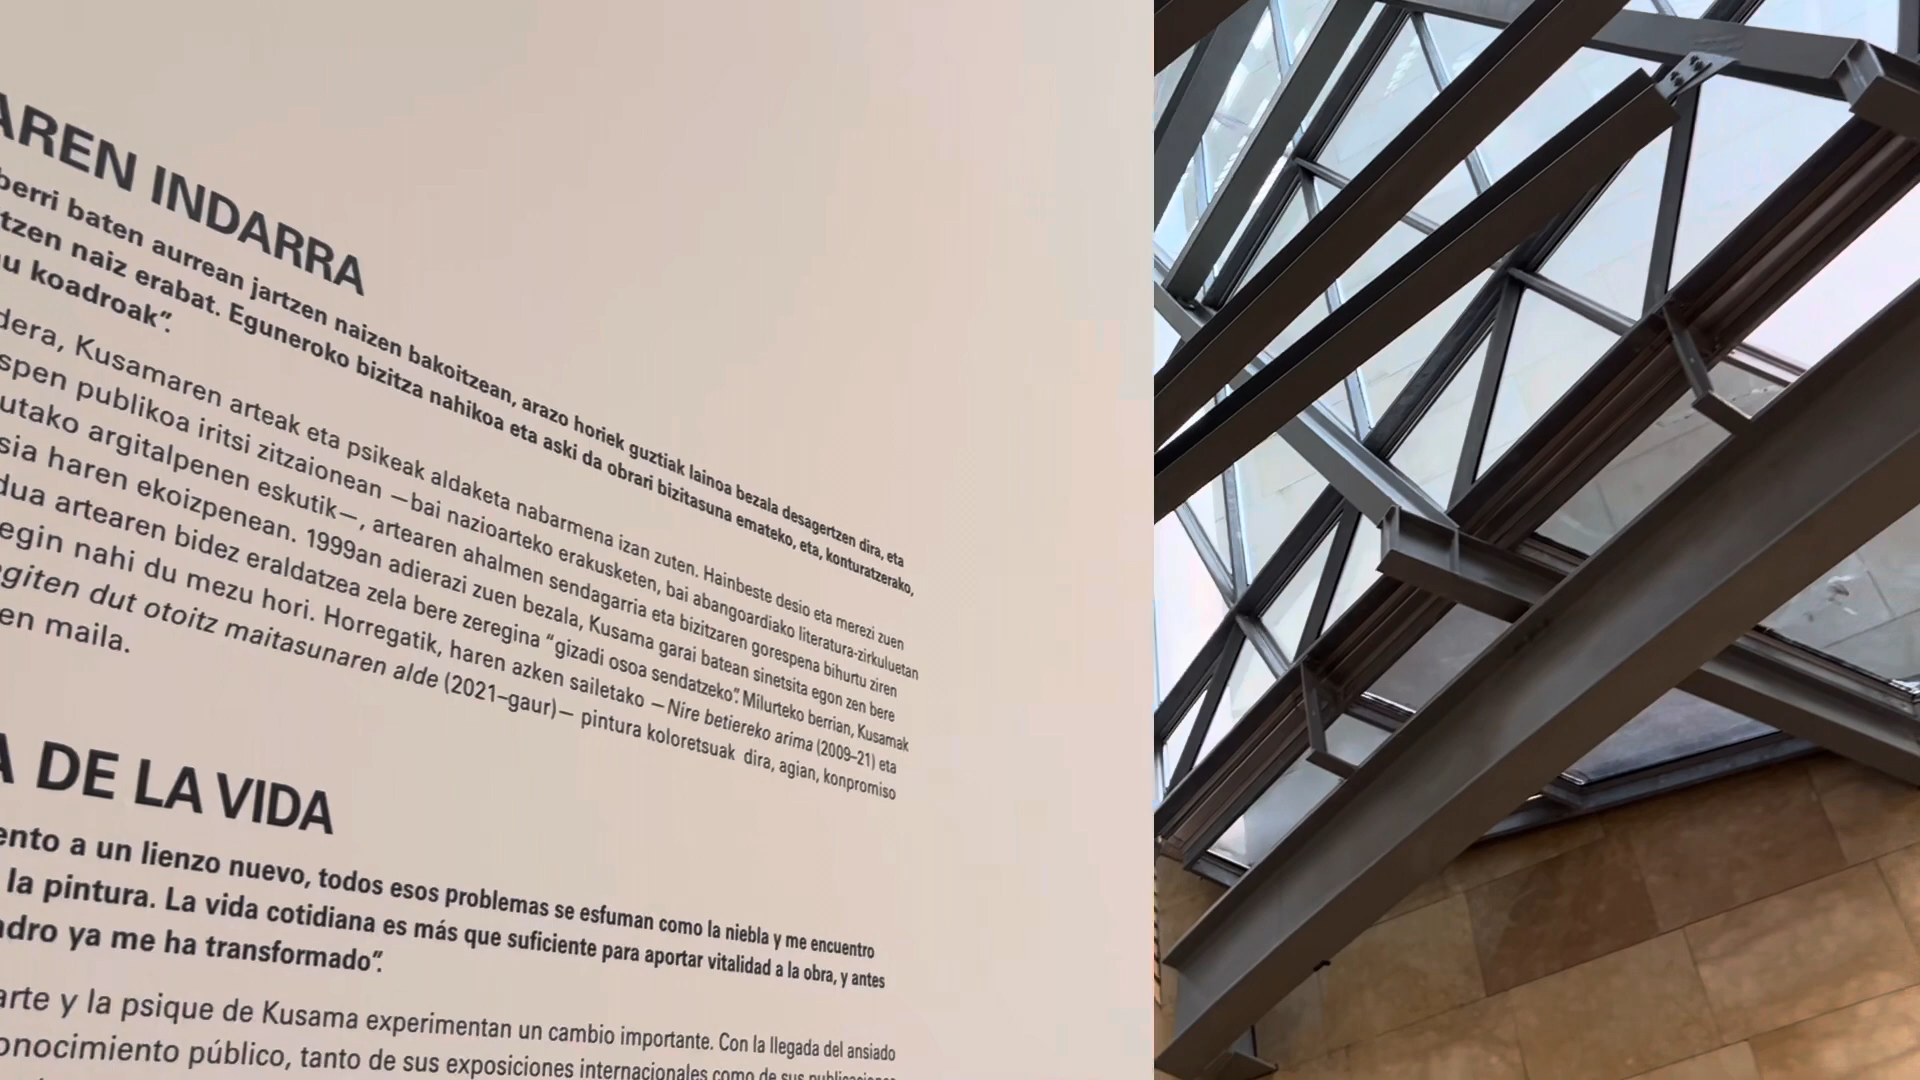 AREN INDARRA
berri baten aurrean jartzen naizen bakoitzean, arazo horiek guztiak lainoa bezala desagertzen dira, eta
tzen naiz erabat. Eguneroko bizitza nahikoa eta aski da obrari bizitasuna emateko, eta, konturatzerako,
u koadroak”.
dera, Kusamaren arteak eta psikeak aldaketa nabarmena izan zuten. Hainbeste desio eta merezi zuen
spen publikoa iritsi zitzaionean —bai nazioarteko erakusketen, bai abangoardiako literatura-zirkuluetan
utako argitalpenen eskutik—, artearen ahalmen sendagarria eta bizitzaren gorespena bihurtu ziren
sia haren ekoizpenean. 1999an adierazi zuen bezala, Kusama garai batean sinetsita egon zen bere
dua artearen bidez eraldatzea zela bere zeregina “gizadi osoa sendatzeko”. Milurteko berrian, Kusamak
egin nahi du mezu hori. Horregatik, haren azken sailetako —Nire betiereko arima (2009–21) eta
egiten dut otoitz maitasunaren alde (2021–gaur)— pintura koloretsuak dira, agian, konpromiso
en maila.
A DE LA VIDA
ento a un lienzo nuevo, todos esos problemas se esfuman como la niebla y me encuentro
la pintura. La vida cotidiana es más que suficiente para aportar vitalidad a la obra, y antes
adro ya me ha transformado”.
arte y la psique de Kusama experimentan un cambio importante. Con la llegada del ansiado
onocimiento público, tanto de sus exposiciones internacionales como de sus publicaciones